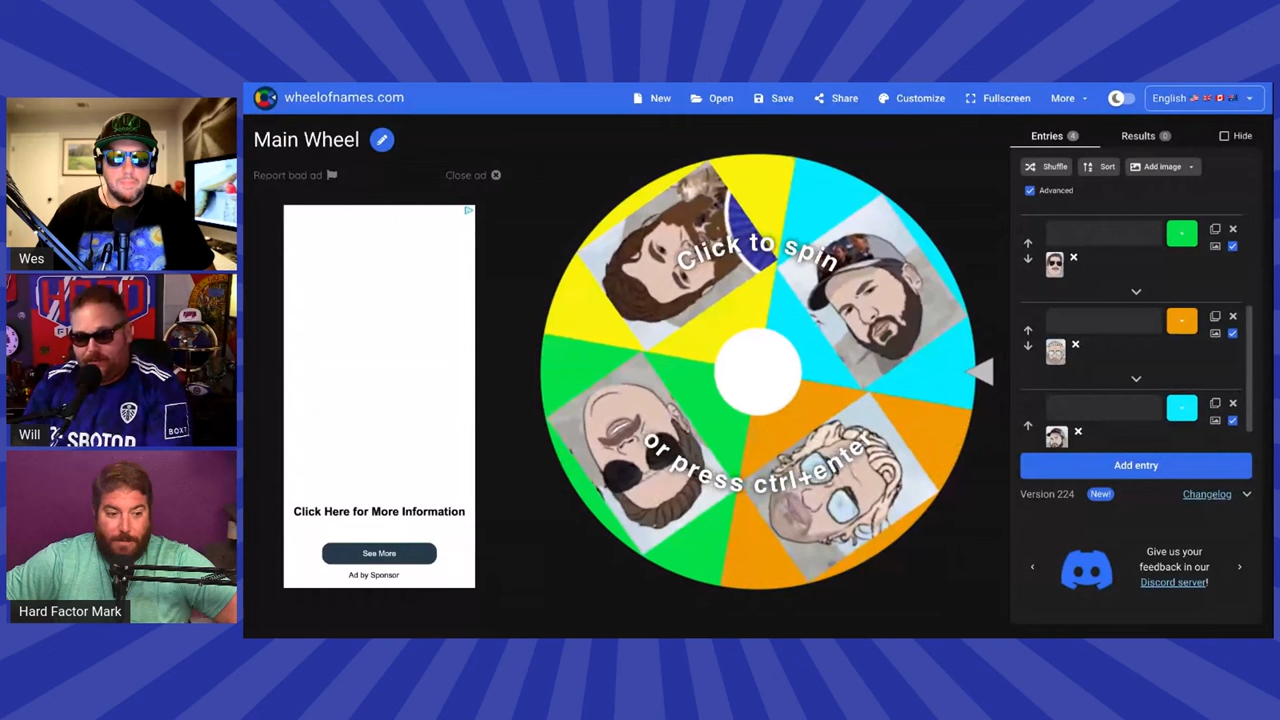 wheelofnames.com
New
Open
Save
Share
Customize
Fullscreen
More
English
Main Wheel
Report bad ad
Close ad
Click Here for More Information
See More
Ad by Sponsor
Click to spin
or press ctrl+enter
Entries 4
Results 0
Hide
Shuffle
Sort
Add image
Advanced
Add entry
Version 224
New!
Changelog
Give us your
feedback in our
Discord server!
Wes
HARD
Will
SBOTOP
BOXT
Hard Factor Mark